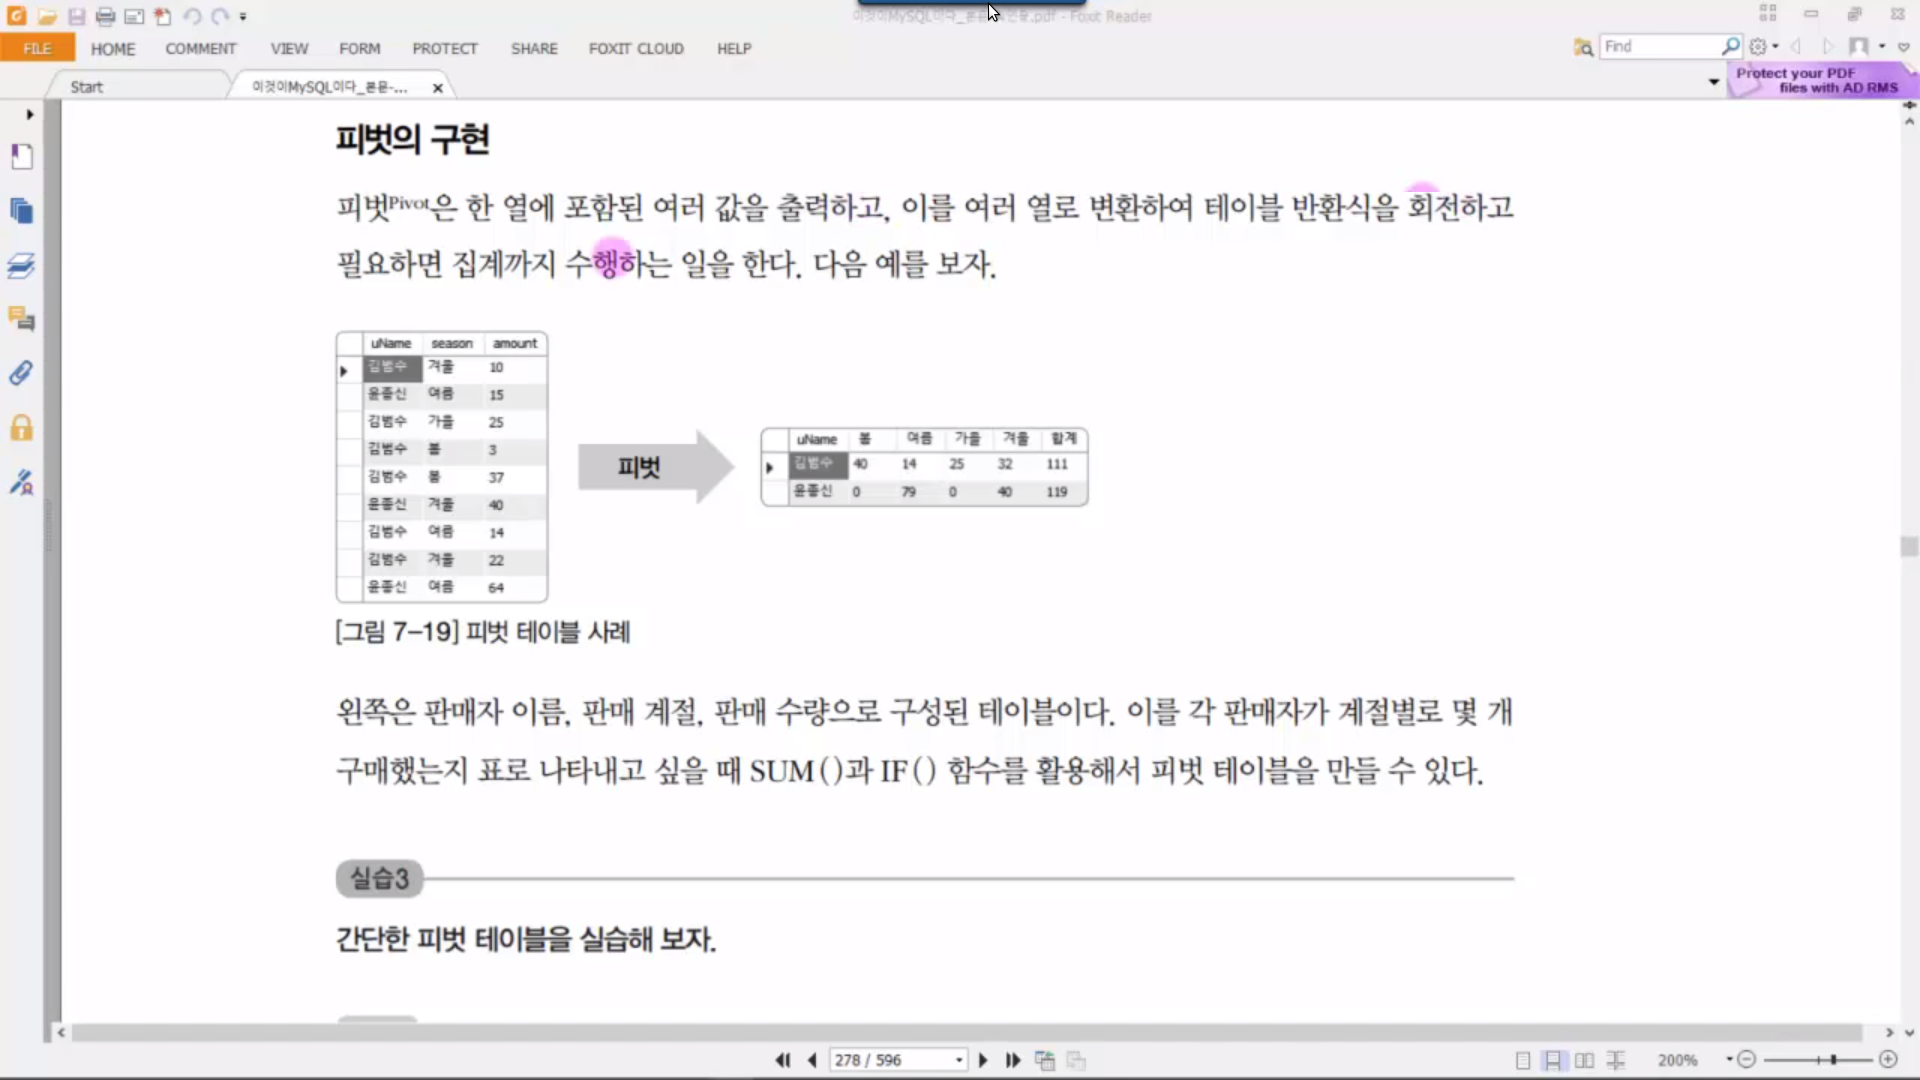 이것이MySQL이다_본문
.pdf - Foxit Reader
FILE HOME COMMENT VIEW FORM PROTECT SHARE FOXIT CLOUD HELP
Find
Start
이것이MySQL이다_본문-...
Protect your PDF
files with AD RMS
피벗의 구현
피벗Pivot은 한 열에 포함된 여러 값을 출력하고, 이를 여러 열로 변환하여 테이블 반환식을 회전하고
필요하면 집계까지 수행하는 일을 한다. 다음 예를 보자.
uName season amount
김범수 겨울 10
윤종신 여름 15
김범수 가을 25
김범수 봄 3
김범수 봄 37
윤종신 겨울 40
김범수 여름 14
김범수 겨울 22
윤종신 여름 64
피벗
uName 봄 여름 가을 겨울 합계
김범수 40 14 25 32 111
윤종신 0 79 0 40 119
[그림 7-19] 피벗 테이블 사례
왼쪽은 판매자 이름, 판매 계절, 판매 수량으로 구성된 테이블이다. 이를 각 판매자가 계절별로 몇 개
구매했는지 표로 나타내고 싶을 때 SUM()과 IF() 함수를 활용해서 피벗 테이블을 만들 수 있다.
실습3
간단한 피벗 테이블을 실습해 보자.
278 / 596
200%